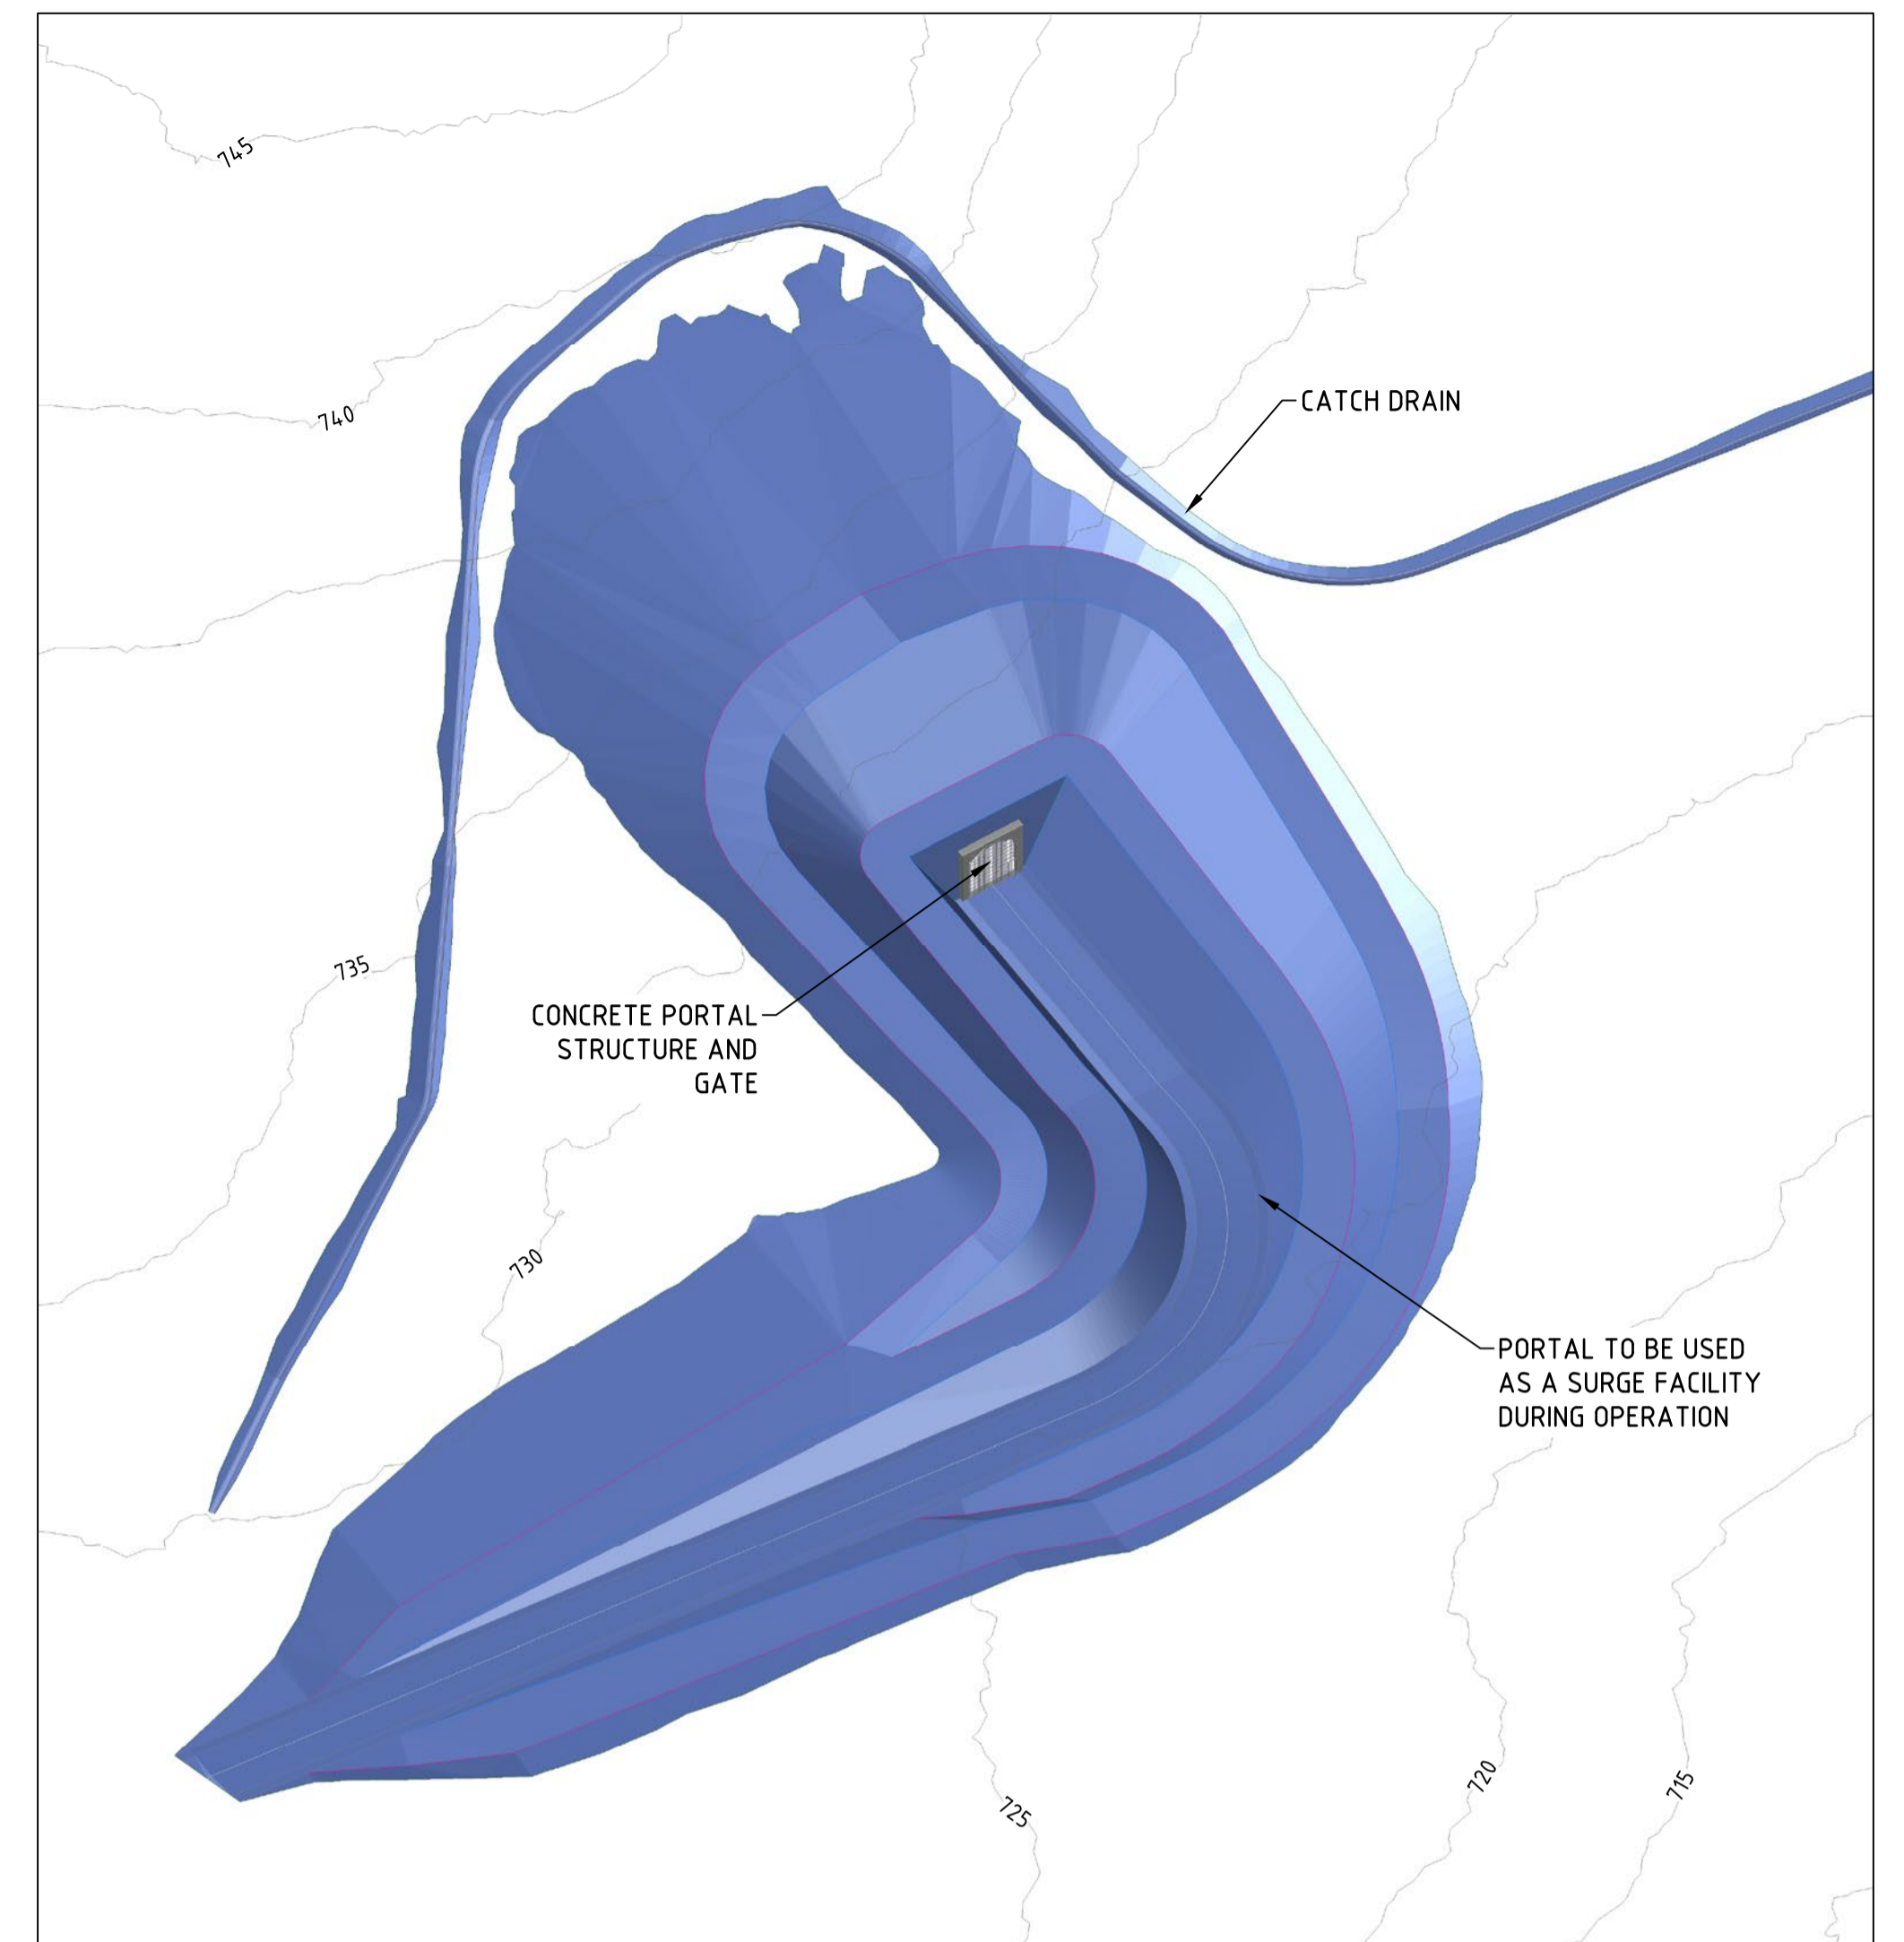 745
740
CATCH DRAIN
735
CONCRETE PORTAL
STRUCTURE AND
GATE
730
PORTAL TO BE USED
AS A SURGE FACILITY
DURING OPERATION
725
720
715